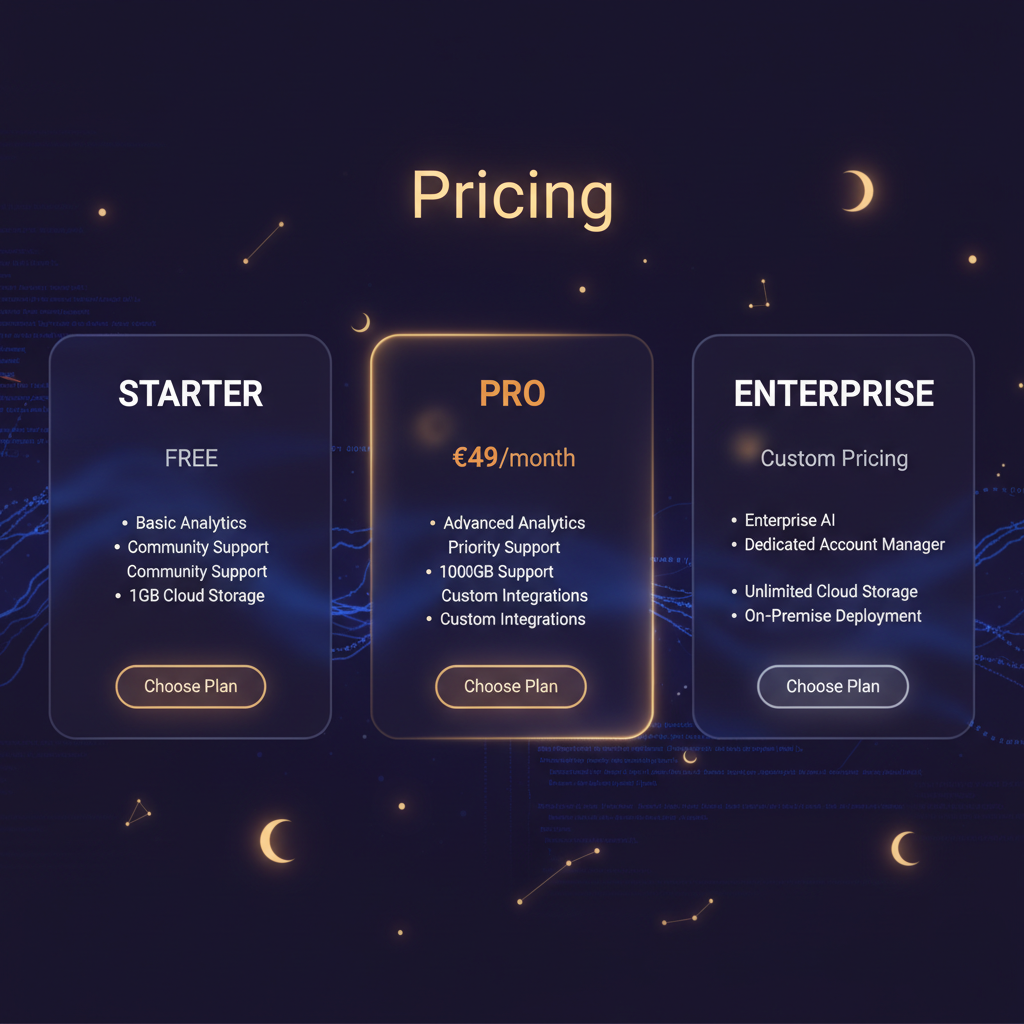 Pricing
STARTER
FREE
• Basic Analytics
• Community Support
Community Support
• 1GB Cloud Storage
Choose Plan
PRO
€49/month
• Advanced Analytics
Priority Support
• 1000GB Support
Custom Integrations
• Custom Integrations
Choose Plan
ENTERPRISE
Custom Pricing
• Enterprise AI
• Dedicated Account Manager
• Unlimited Cloud Storage
• On-Premise Deployment
Choose Plan